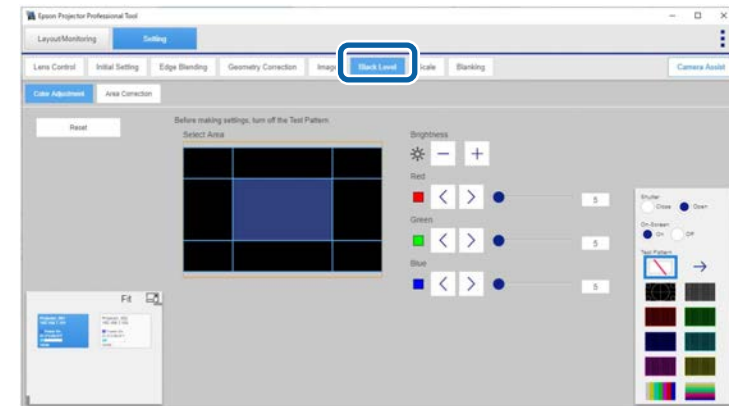 Epson Projector Professional Tool
Layout/Monitoring
Setting
Lens Control
Initial Setting
Edge Blending
Geometry Correction
Image
Black Level
Scale
Blanking
Camera Assist
Color Adjustment
Area Correction
Reset
Before making settings, turn off the Test Pattern
Select Area
Brightness
Red
5
Green
5
Blue
5
Shutter
Close
Open
On-Screen
On
Off
Test Pattern
Fit